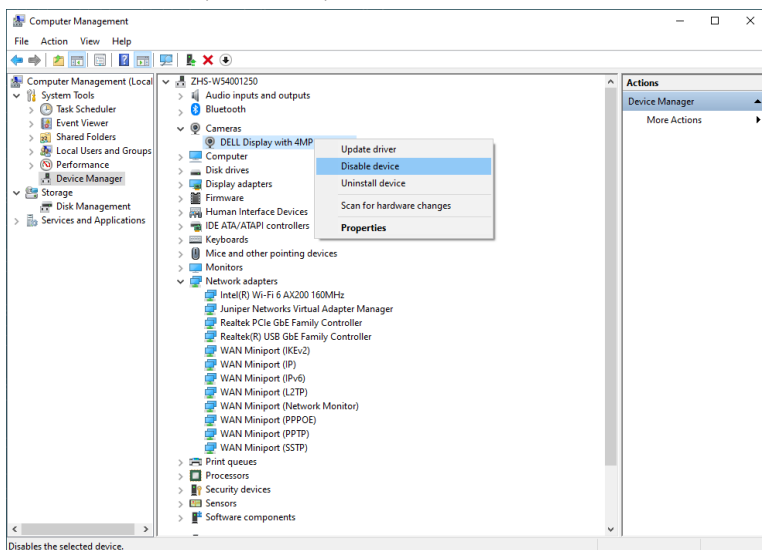 Computer Management
File Action View Help
Computer Management (Local
System Tools
Task Scheduler
Event Viewer
Shared Folders
Local Users and Groups
Performance
Device Manager
Storage
Disk Management
Services and Applications
ZHS-W54001250
Audio inputs and outputs
Bluetooth
Cameras
DELL Display with 4MP
Computer
Disk drives
Display adapters
Firmware
Human Interface Devices
IDE ATA/ATAPI controllers
Keyboards
Mice and other pointing devices
Monitors
Network adapters
Intel(R) Wi-Fi 6 AX200 160MHz
Juniper Networks Virtual Adapter Manager
Realtek PCIe GbE Family Controller
Realtek(R) USB GbE Family Controller
WAN Miniport (IKEv2)
WAN Miniport (IP)
WAN Miniport (IPv6)
WAN Miniport (L2TP)
WAN Miniport (Network Monitor)
WAN Miniport (PPPOE)
WAN Miniport (PPTP)
WAN Miniport (SSTP)
Print queues
Processors
Security devices
Sensors
Software components
Update driver
Disable device
Uninstall device
Scan for hardware changes
Properties
Actions
Device Manager
More Actions
Disables the selected device.